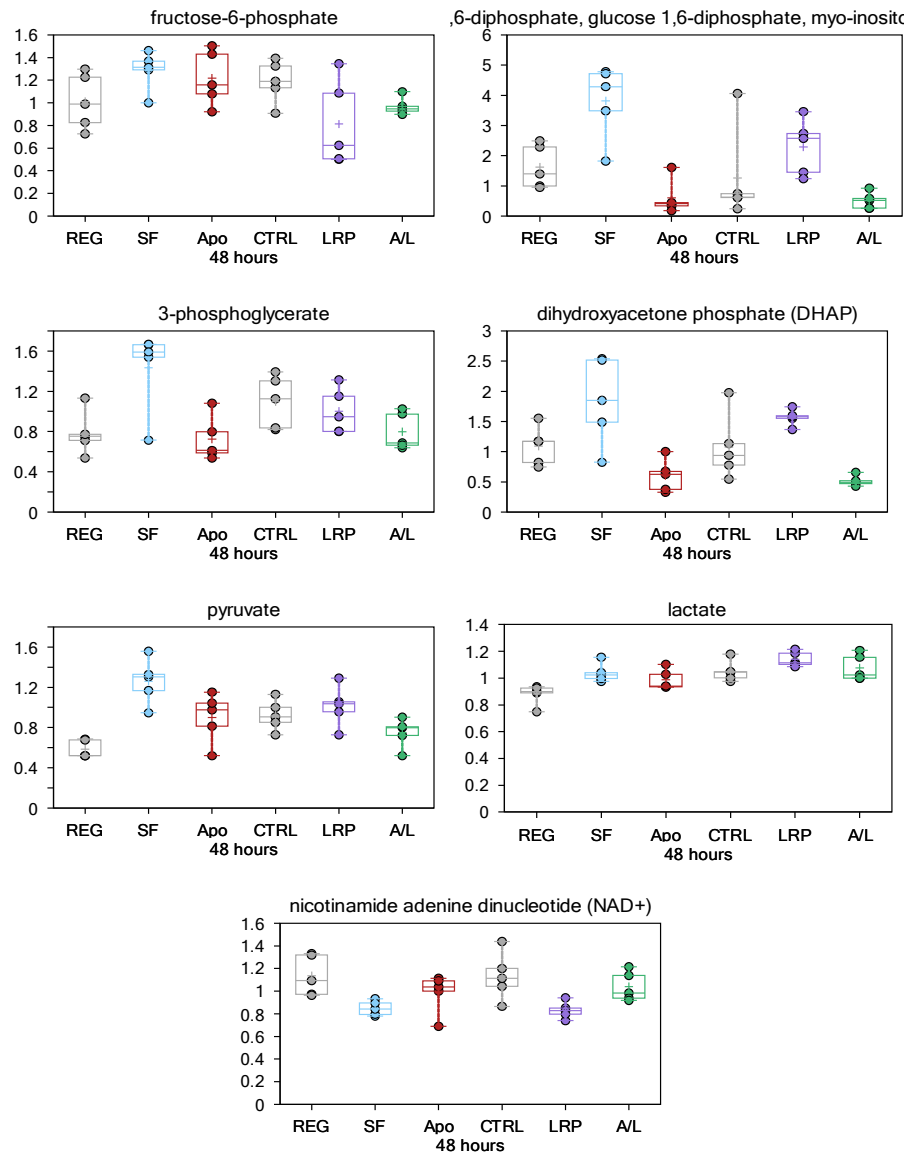 fructose-6-phosphate
1.6
1.4
1.2
1
0.8
0.6
0.4
0.2
0
REG SF Apo CTRL LRP A/L
48 hours
,6-diphosphate, glucose 1,6-diphosphate, myo-inosito
6
5
4
3
2
1
0
REG SF Apo CTRL LRP A/L
48 hours
3-phosphoglycerate
1.6
1.2
0.8
0.4
0
REG SF Apo CTRL LRP A/L
48 hours
dihydroxyacetone phosphate (DHAP)
3
2.5
2
1.5
1
0.5
0
REG SF Apo CTRL LRP A/L
48 hours
pyruvate
1.6
1.2
0.8
0.4
0
REG SF Apo CTRL LRP A/L
48 hours
lactate
1.4
1.2
1
0.8
0.6
0.4
0.2
0
REG SF Apo CTRL LRP A/L
48 hours
nicotinamide adenine dinucleotide (NAD+)
1.6
1.4
1.2
1
0.8
0.6
0.4
0.2
0
REG SF Apo CTRL LRP A/L
48 hours